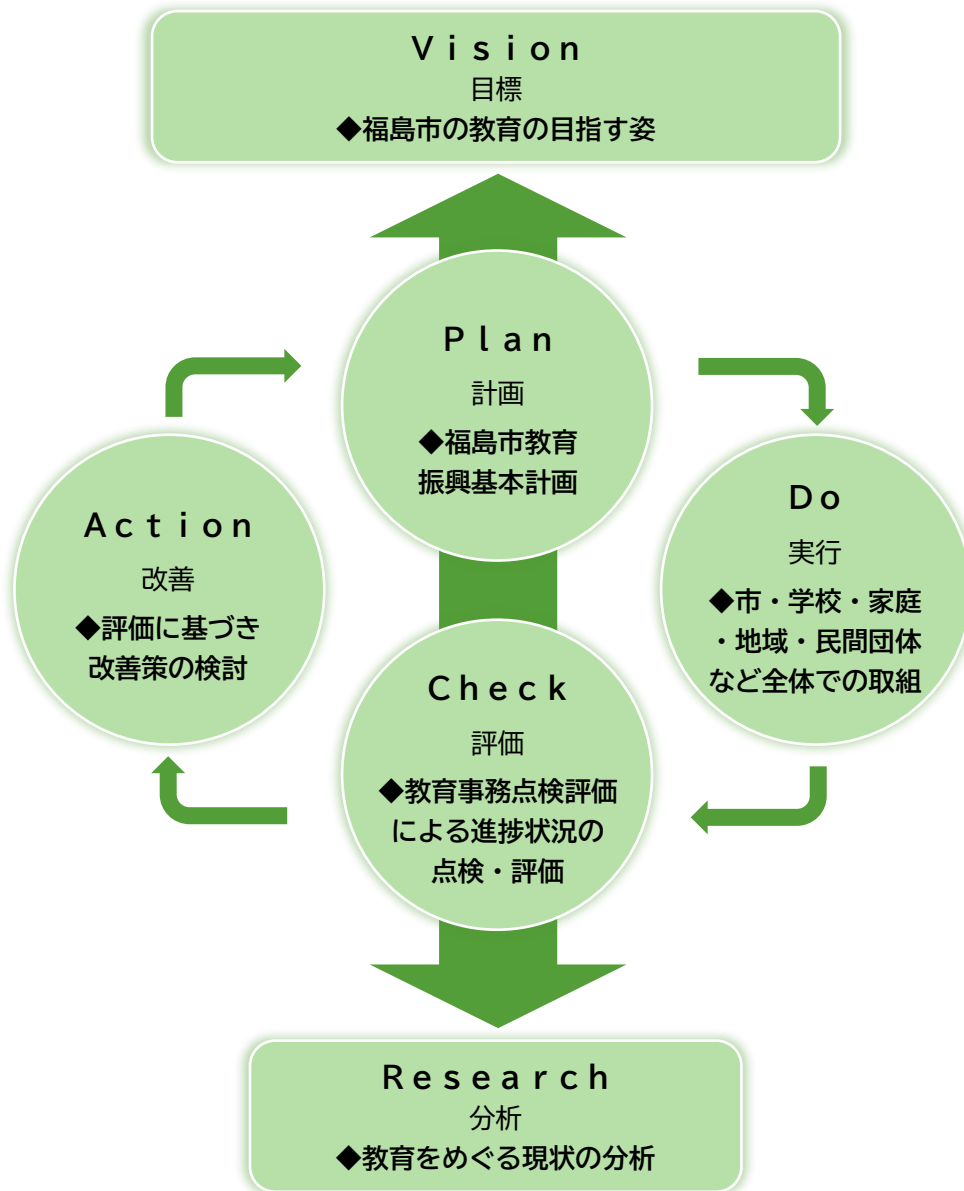 Ｖｉｓｉｏｎ
目標
◆福島市の教育の目指す姿
Ｐｌａｎ
計画
◆福島市教育
振興基本計画
Ｄｏ
実行
◆市・学校・家庭
・地域・民間団体
など全体での取組
Ａｃｔｉｏｎ
改善
◆評価に基づき
改善策の検討
Ｃｈｅｃｋ
評価
◆教育事務点検評価
による進捗状況の
点検・評価
Ｒｅｓｅａｒｃｈ
分析
◆教育をめぐる現状の分析